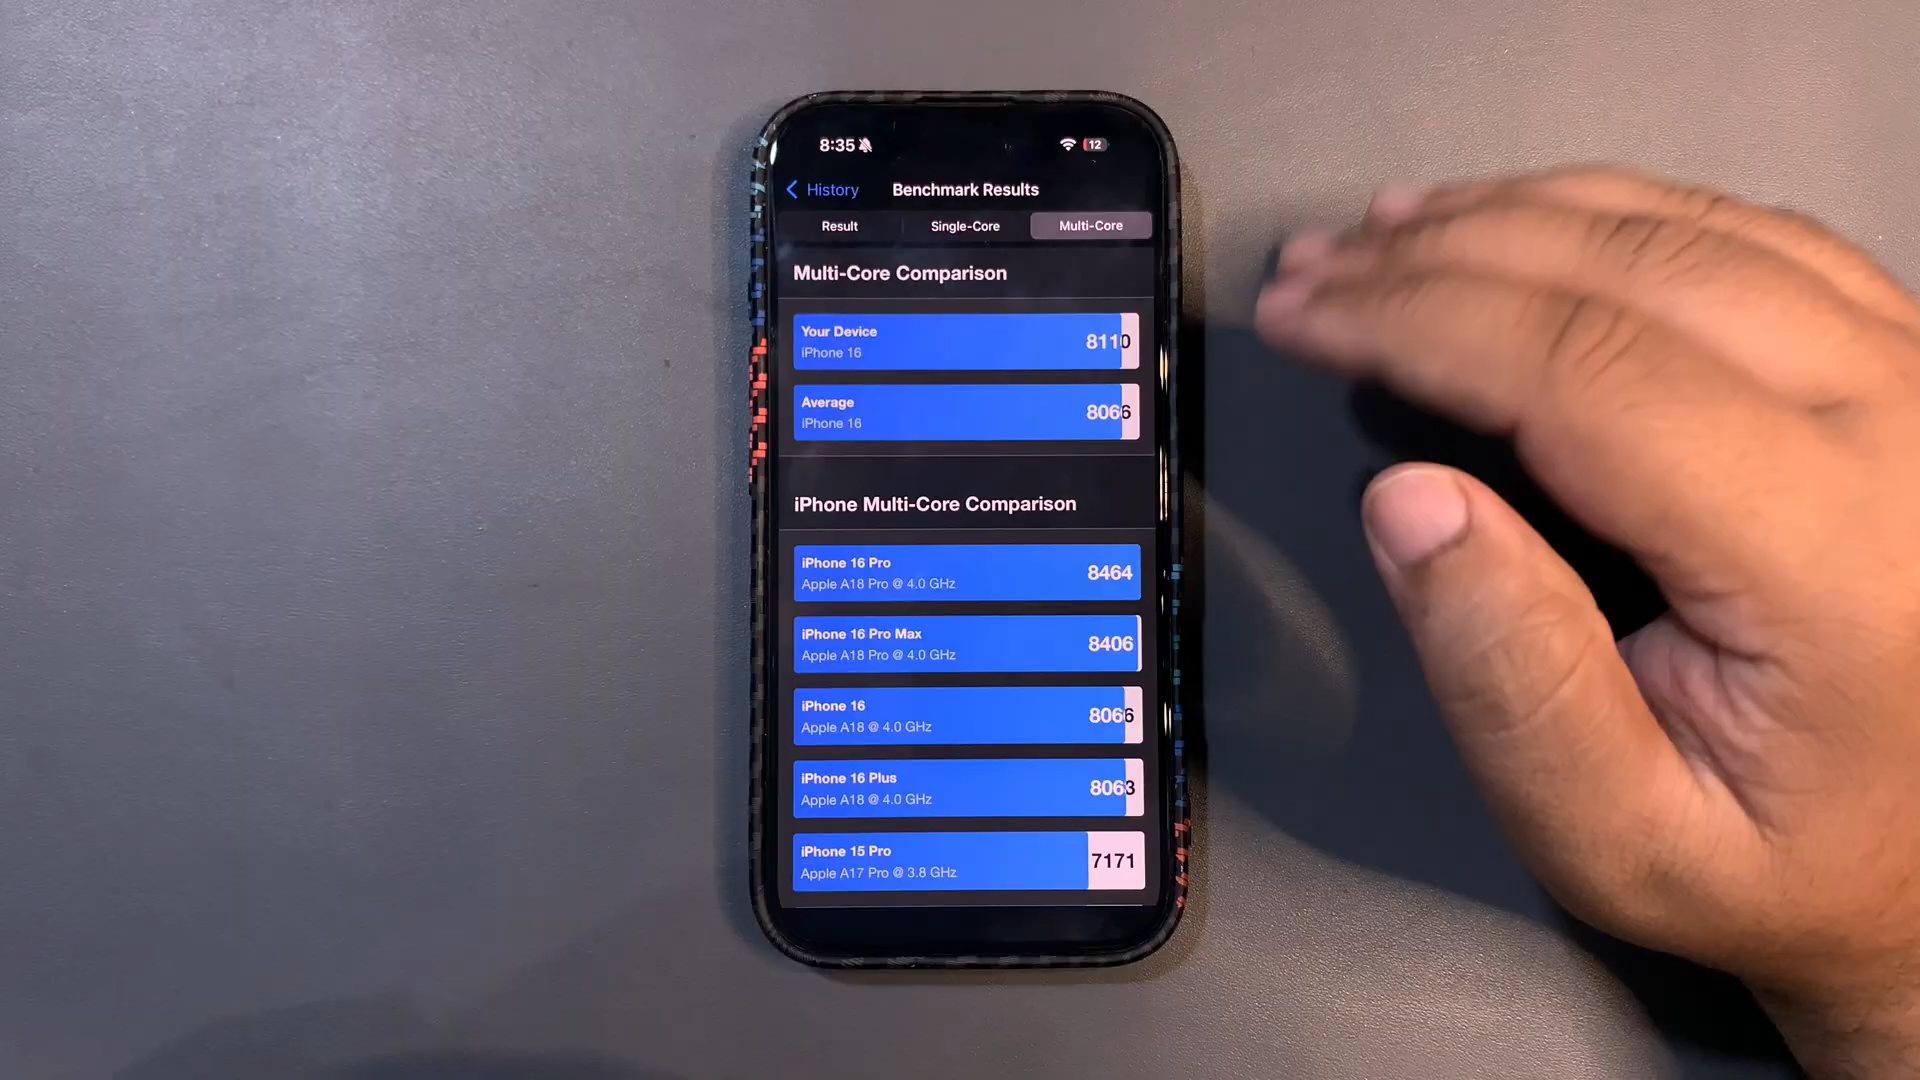 8:35 12
History Benchmark Results
Result Single-Core Multi-Core
Multi-Core Comparison
Your Device
iPhone 16
8110
Average
iPhone 16
8066
iPhone Multi-Core Comparison
iPhone 16 Pro
Apple A18 Pro @ 4.0 GHz
8464
iPhone 16 Pro Max
Apple A18 Pro @ 4.0 GHz
8406
iPhone 16
Apple A18 @ 4.0 GHz
8066
iPhone 16 Plus
Apple A18 @ 4.0 GHz
8063
iPhone 15 Pro
Apple A17 Pro @ 3.8 GHz
7171